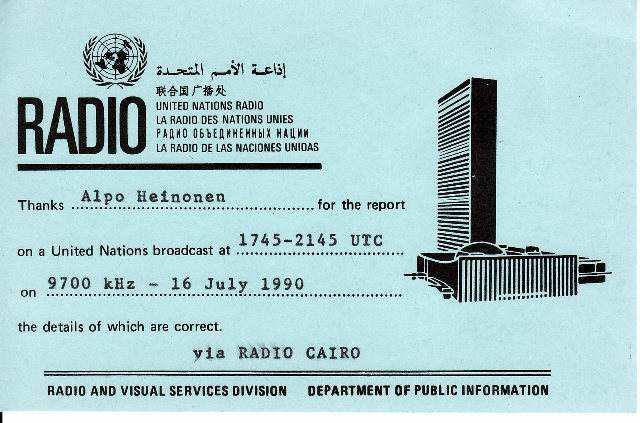 إذاعة الأمم المتحدة
联合国广播处
RADIO
UNITED NATIONS RADIO
LA RADIO DES NATIONS UNIES
РАДИО ОБЪЕДИНЕННЫХ НАЦИИ
LA RADIO DE LAS NACIONES UNIDAS
Thanks Alpo Heinonen for the report
on a United Nations broadcast at 1745-2145 UTC
on 9700 kHz - 16 July 1990
the details of which are correct.
via RADIO CAIRO
RADIO AND VISUAL SERVICES DIVISION DEPARTMENT OF PUBLIC INFORMATION